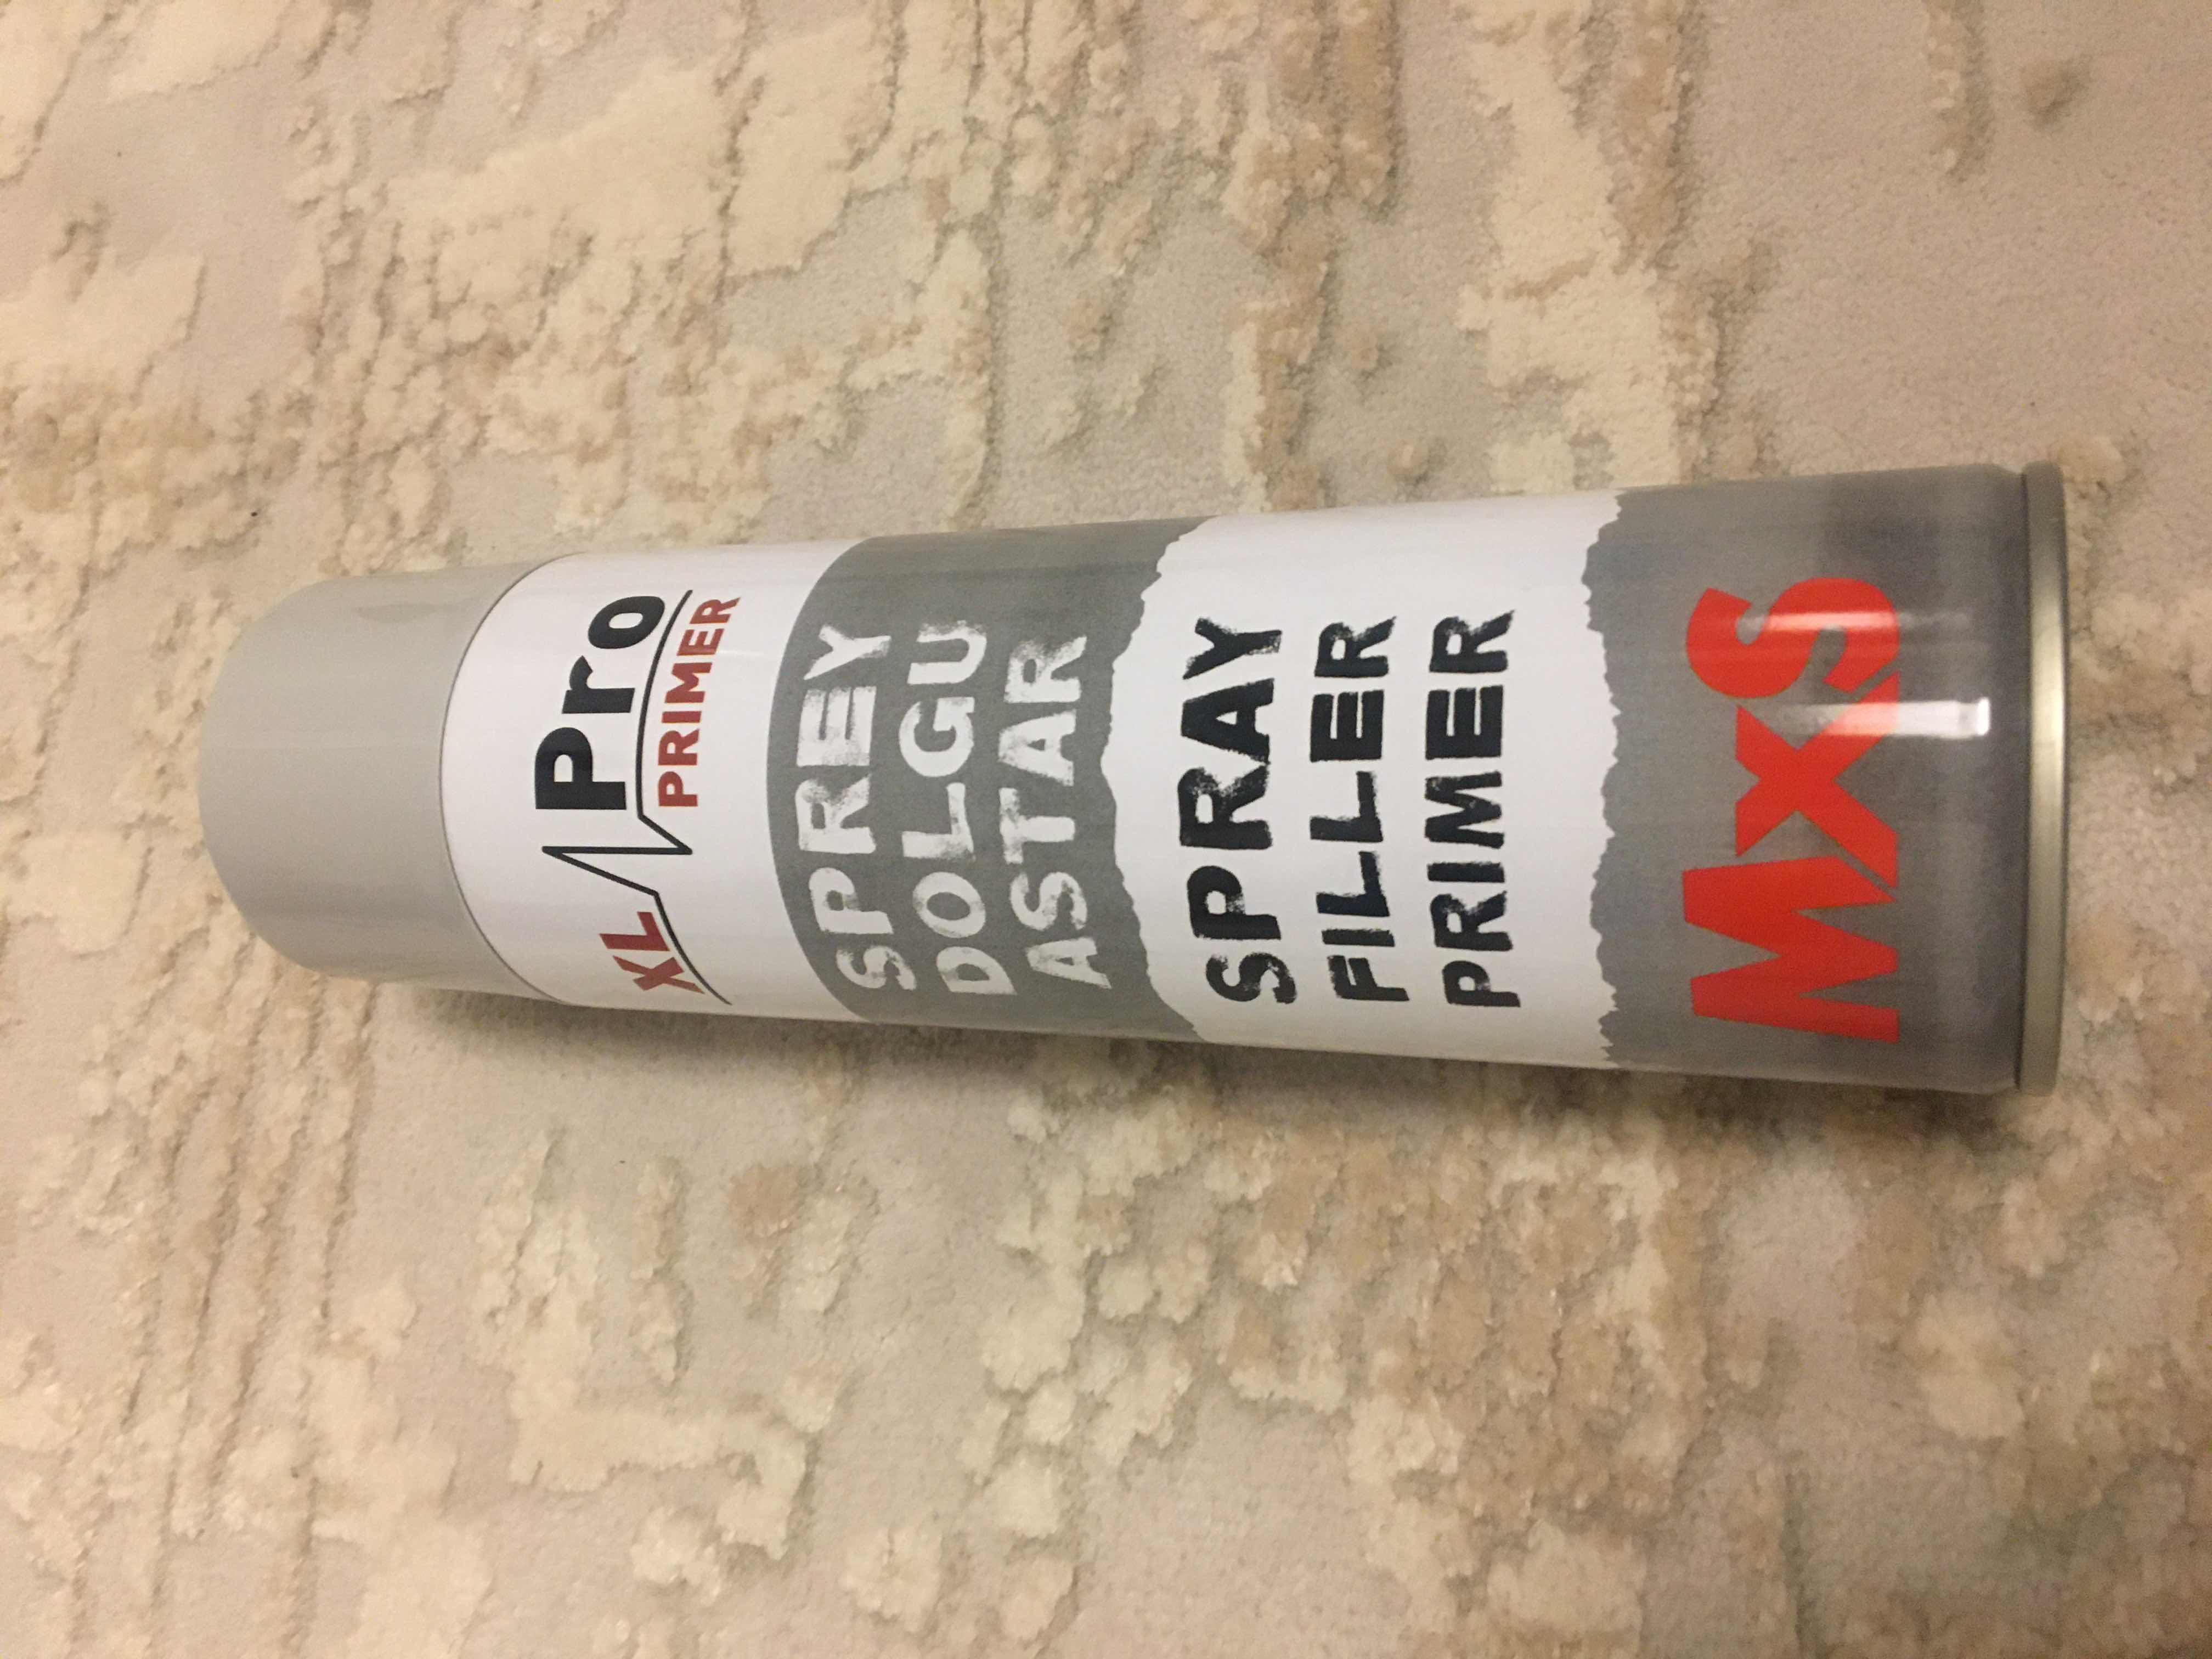 XL Pro
PRIMER
SPREY
DOLGU
ASTAR
SPRAY
FILLER
PRIMER
MxS